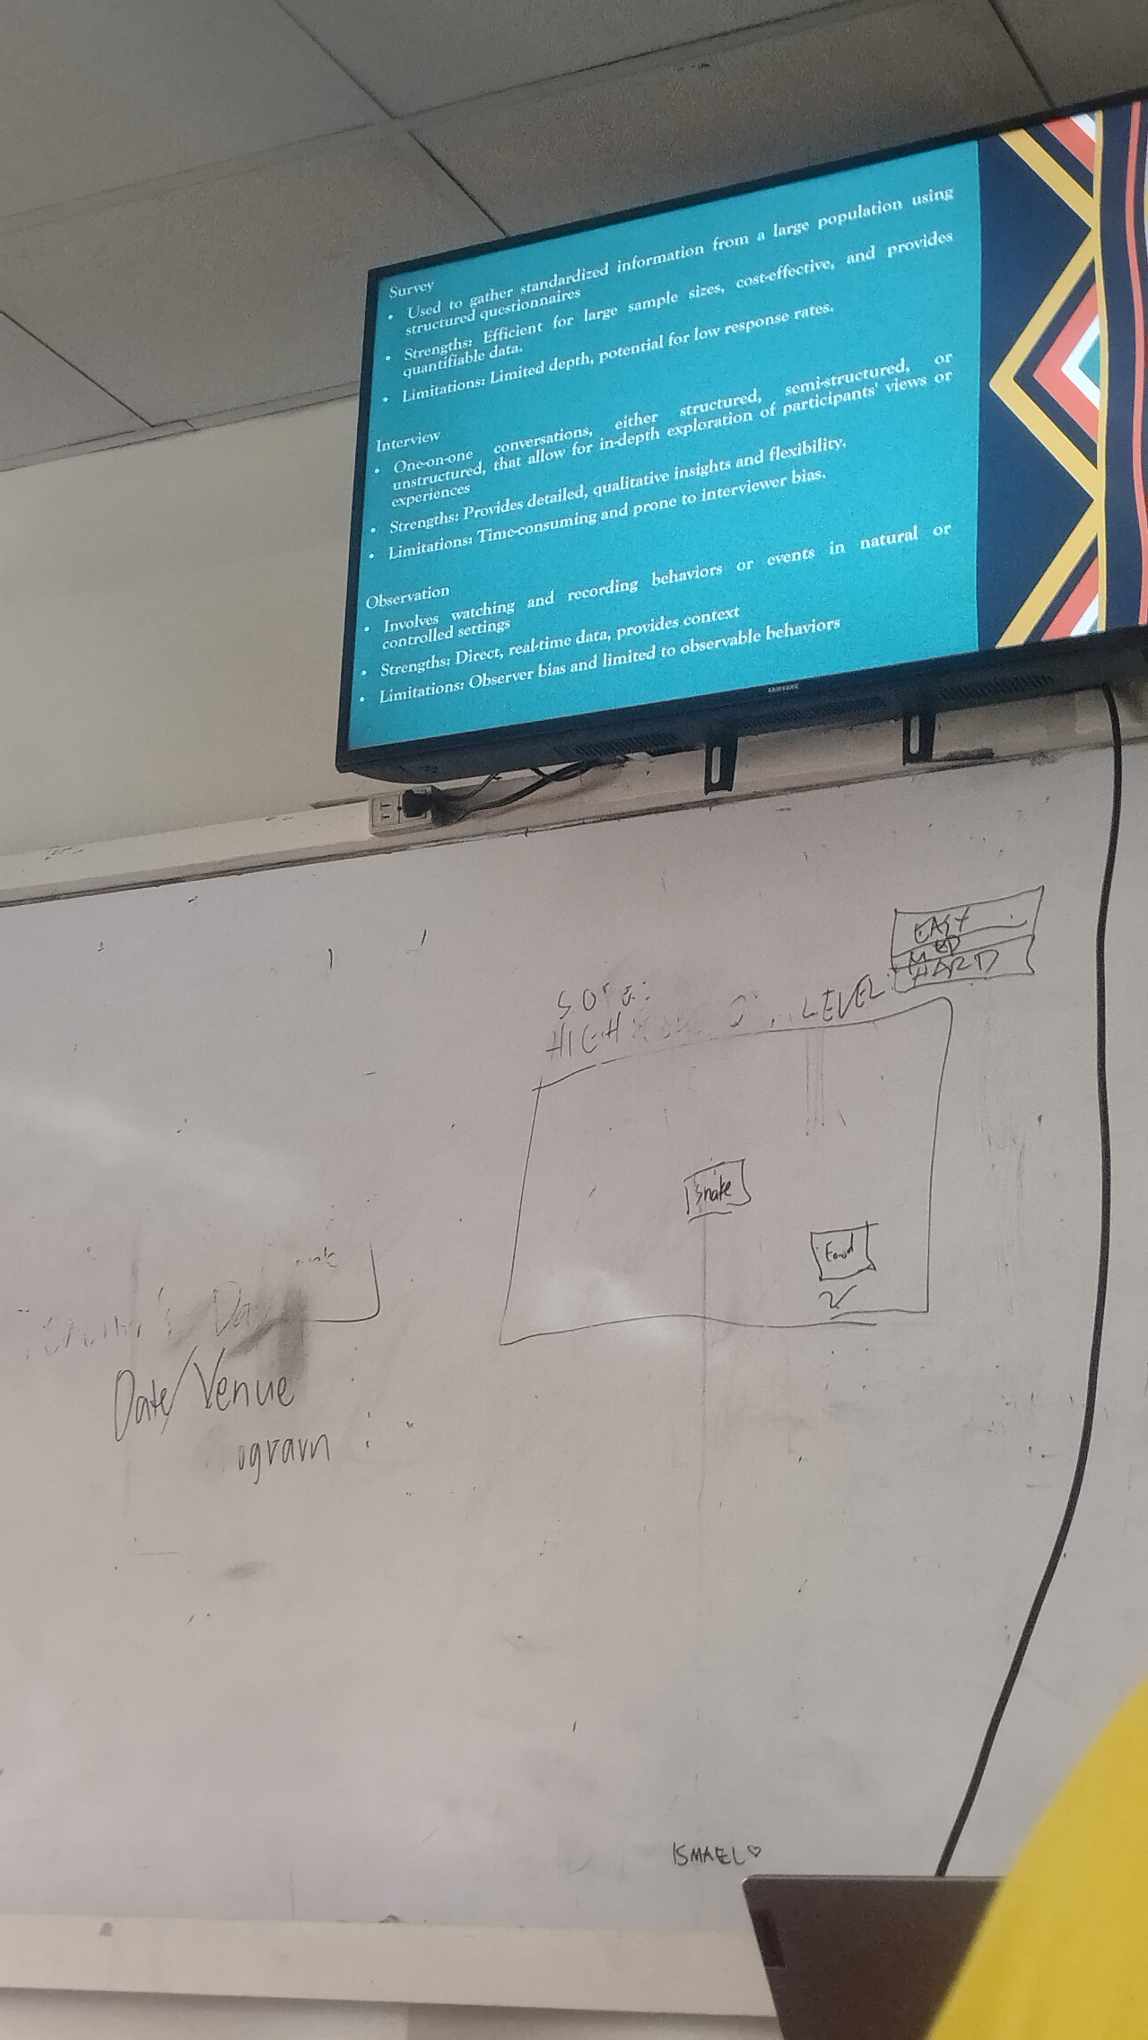 Survey
• Used to gather standardized information from a large population using
structured questionnaires
• Strengths: Efficient for large sample sizes, cost-effective, and provides
quantifiable data.
• Limitations: Limited depth, potential for low response rates.
Interview
• One-on-one conversations, either structured, semi-structured, or
unstructured, that allow for in-depth exploration of participants' views or
experiences
• Strengths: Provides detailed, qualitative insights and flexibility.
• Limitations: Time-consuming and prone to interviewer bias.
Observation
• Involves watching and recording behaviors or events in natural or
controlled settings
• Strengths: Direct, real-time data, provides context
• Limitations: Observer bias and limited to observable behaviors
SAMSUNG
EASY
MED
HARD
HIGH LEVEL
Snake
Food
Date/Venue
ogram :
ISMAEL♡